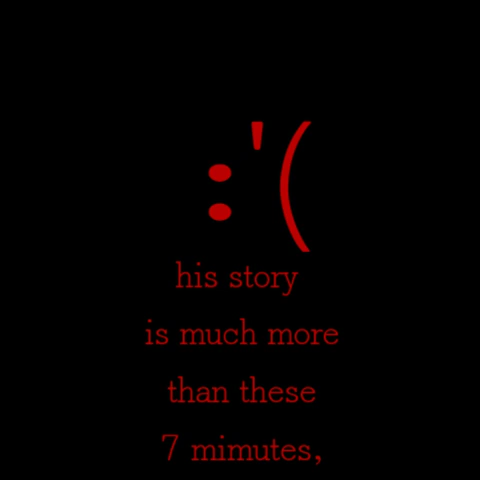 :'(
his story
is much more
than these
7 mimutes,